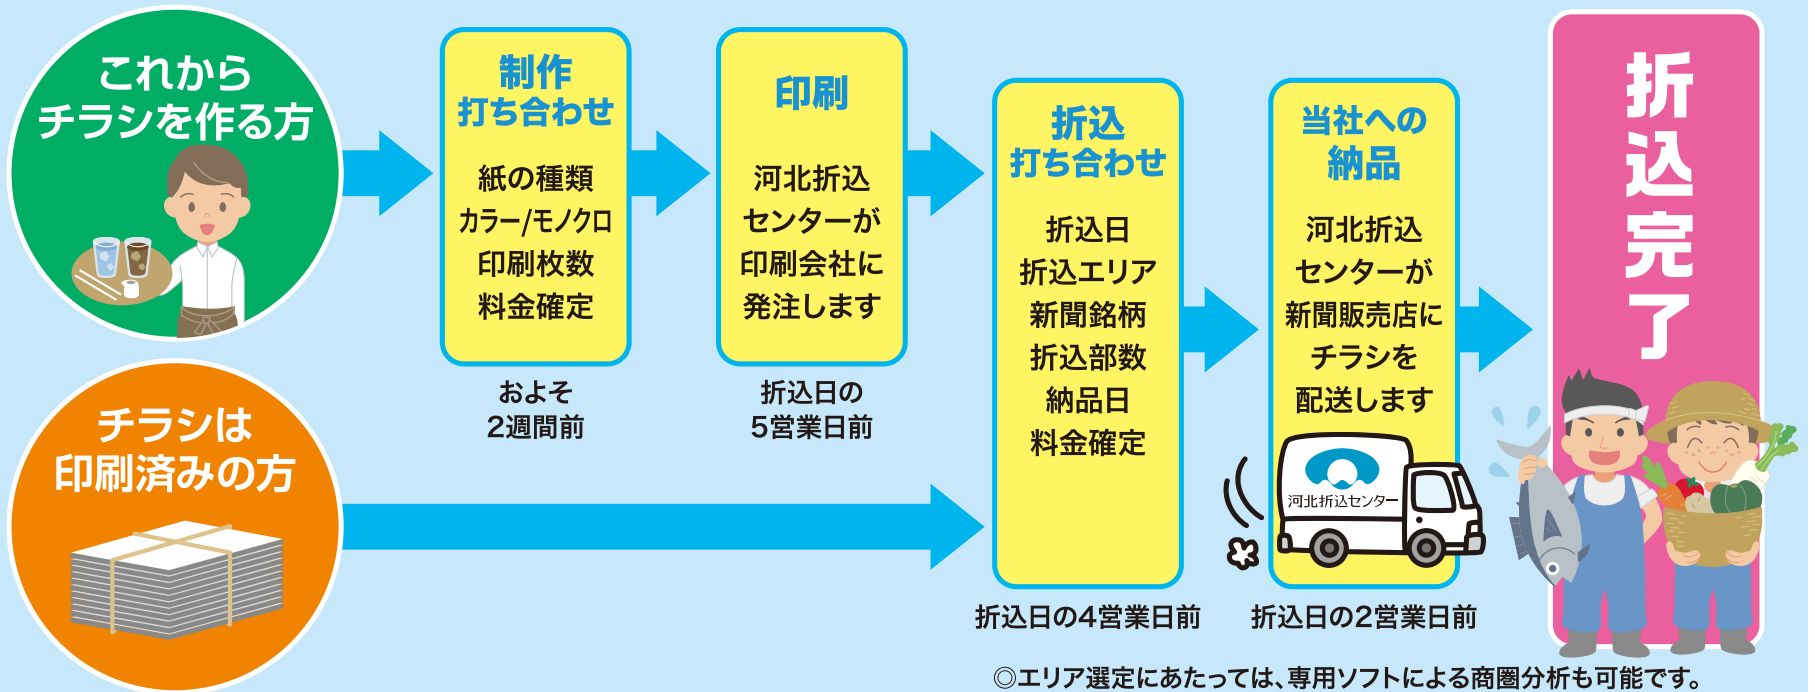 これから
チラシを作る方
制作
打ち合わせ
紙の種類
カラー/モノクロ
印刷枚数
料金確定
およそ
2週間前
印刷
河北折込
センターが
印刷会社に
発注します
折込日の
5営業日前
チラシは
印刷済みの方
折込
打ち合わせ
折込日
折込エリア
新聞銘柄
折込部数
納品日
料金確定
折込日の4営業日前
当社への
納品
河北折込
センターが
新聞販売店に
チラシを
配送します
河北折込センター
折込日の2営業日前
折込完了
◎エリア選定にあたっては、専用ソフトによる商圏分析も可能です。